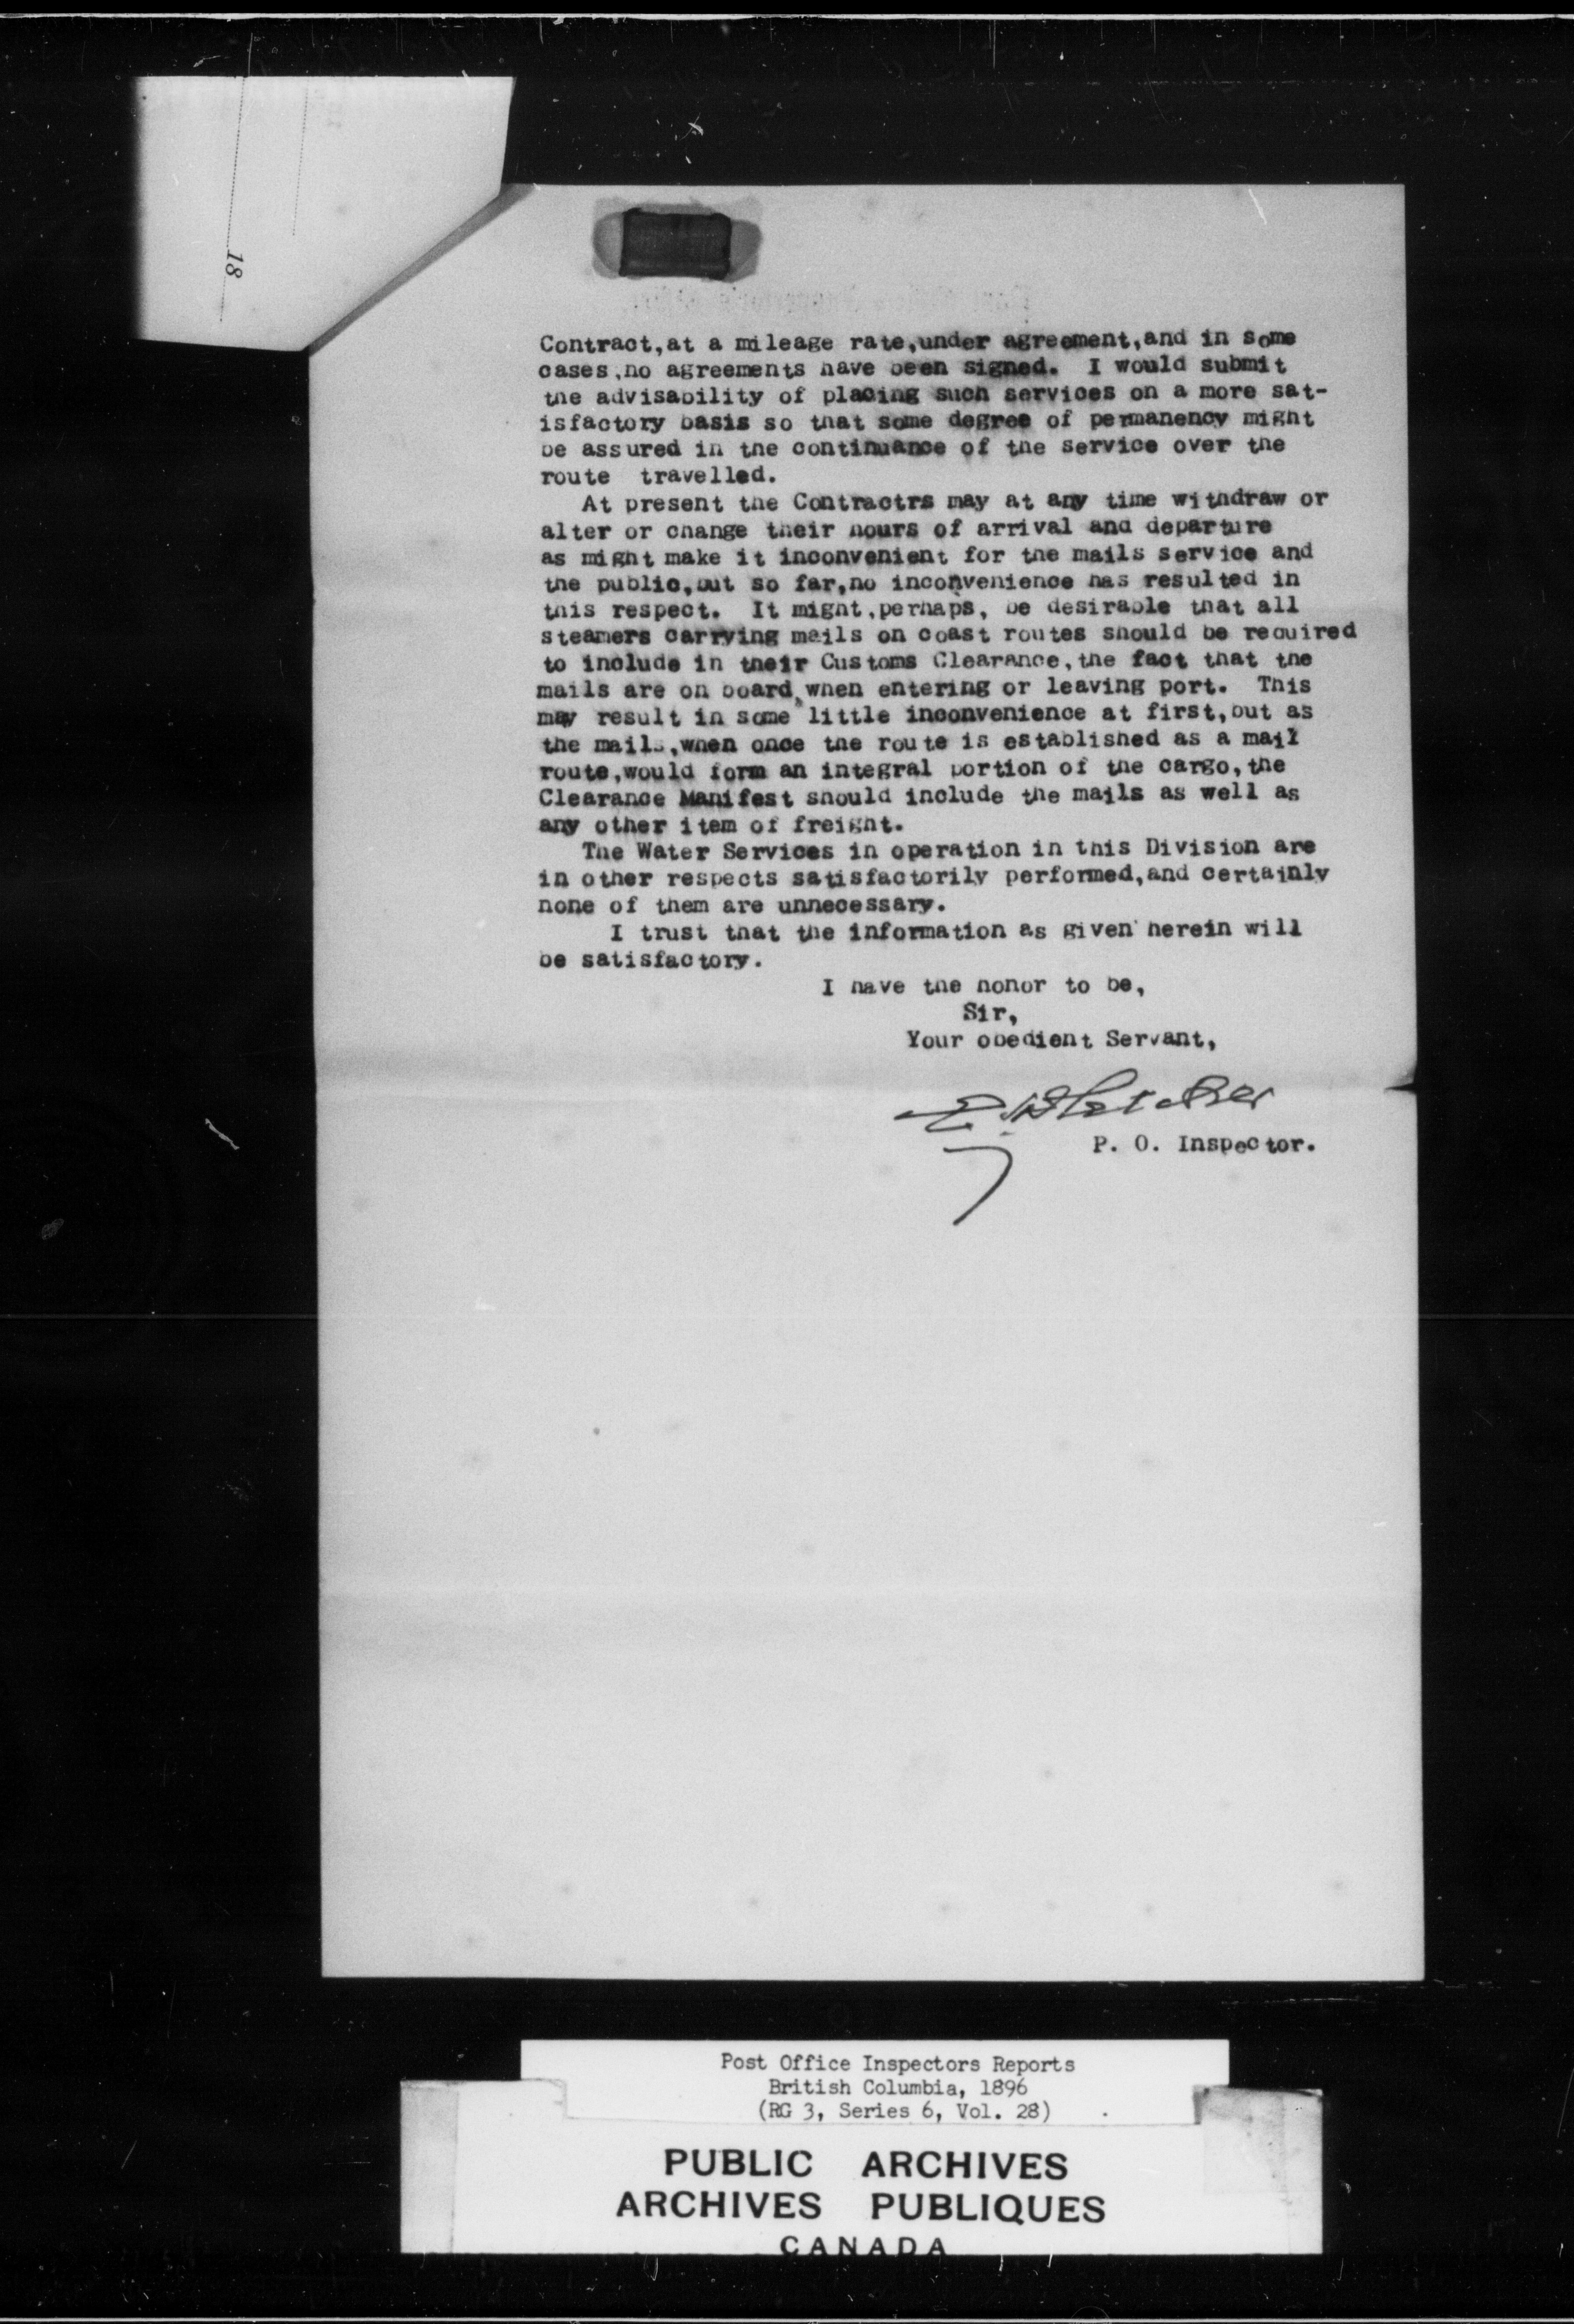 18
Contract,at a mileage rate,under agreement,and in some
cases,no agreements have been signed. I would submit
the advisability of placing such services on a more sat-
isfactory basis so that some degree of permanency might
be assured in the continuance of the service over the
route travelled.
At present the Contractrs may at any time withdraw or
alter or change their hours of arrival and departure
as might make it inconvenient for the mails service and
the public,but so far,no inconvenience has resulted in
this respect. It might,perhaps, be desirable that all
steamers carrying mails on coast routes should be required
to include in their Customs Clearance,the fact that the
mails are on board,when entering or leaving port. This
may result in some little inconvenience at first,but as
the mails,when once the route is established as a mail
route,would form an integral portion of the cargo,the
Clearance Manifest should include the mails as well as
any other item of freight.
The Water Services in operation in this Division are
in other respects satisfactorily performed,and certainly
none of them are unnecessary.
I trust that the information as given herein will
be satisfactory.
I have the honor to be,
Sir,
Your obedient Servant,
E. H. Fletcher
P. O. Inspector.
Post Office Inspectors Reports
British Columbia, 1896
(RG 3, Series 6, Vol. 28)
PUBLIC ARCHIVES
ARCHIVES PUBLIQUES
CANADA